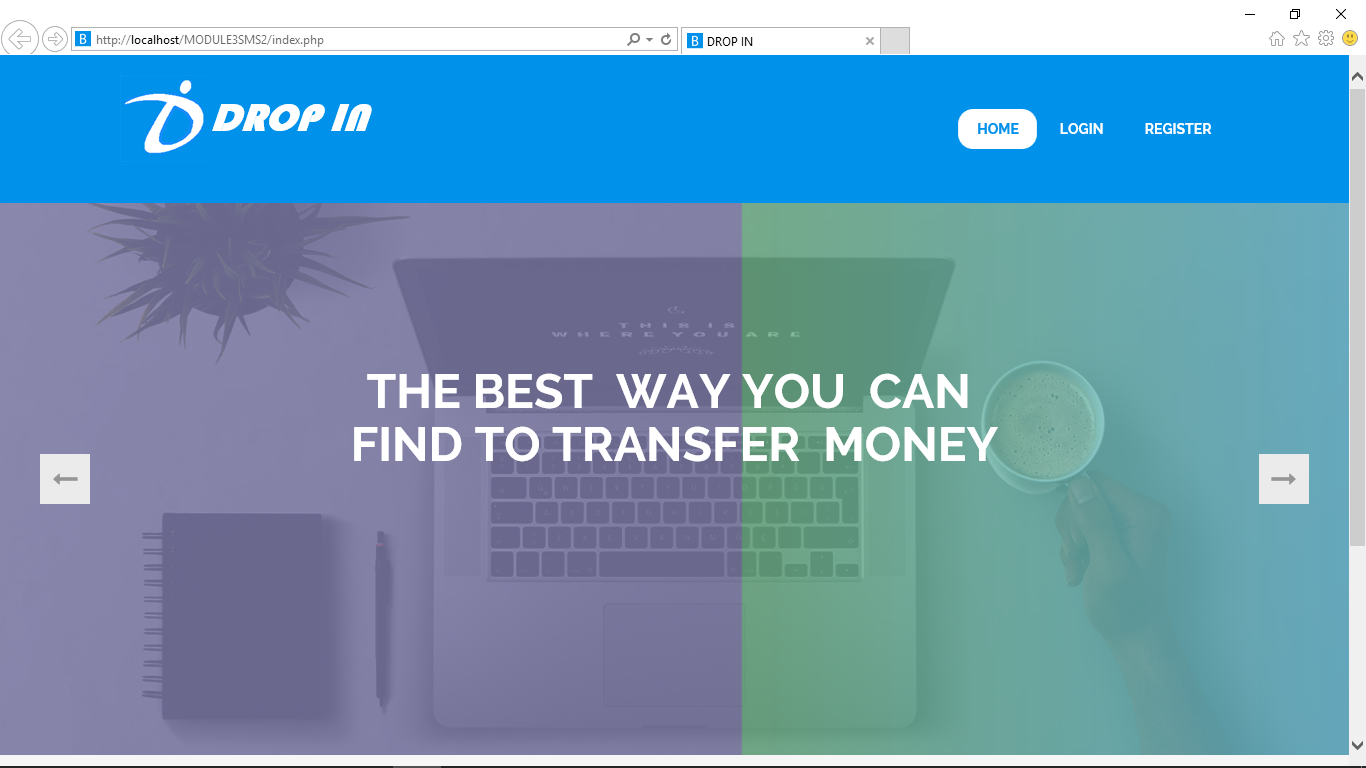 http://localhost/MODULE3SMS2/index.php
B DROP IN
DROP IN
HOME LOGIN REGISTER
THIS IS
WHERE YOU ARE
THE BEST  WAY YOU  CAN
FIND TO TRANSFER  MONEY